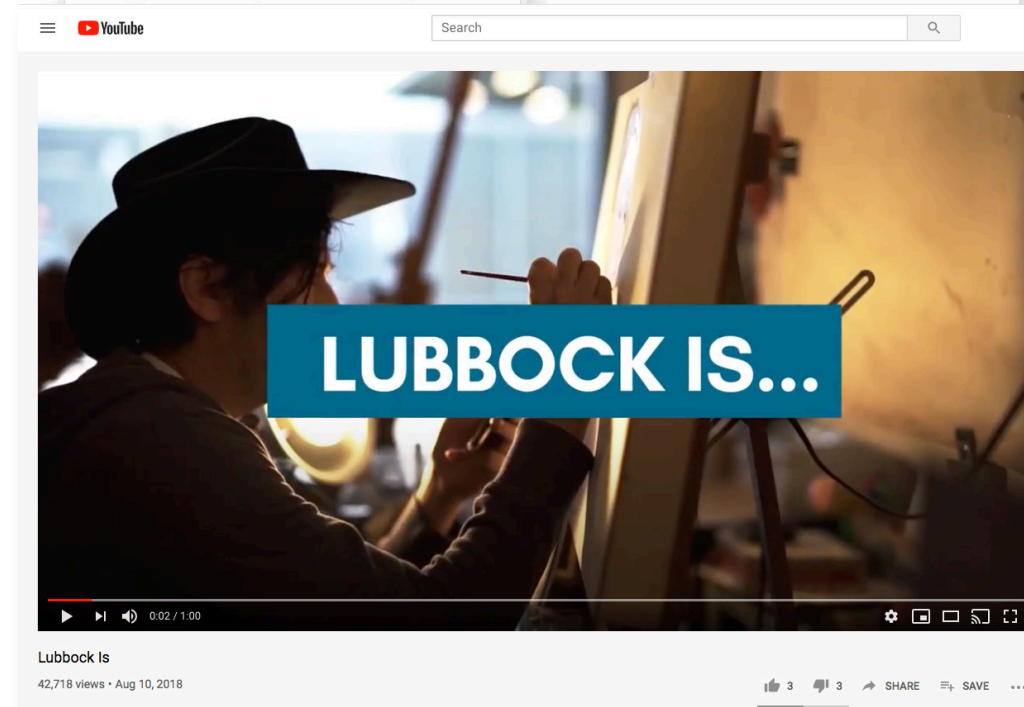 YouTube
Search
LUBBOCK IS...
0:02 / 1:00
Lubbock Is
42,718 views • Aug 10, 2018
3
3
SHARE
SAVE